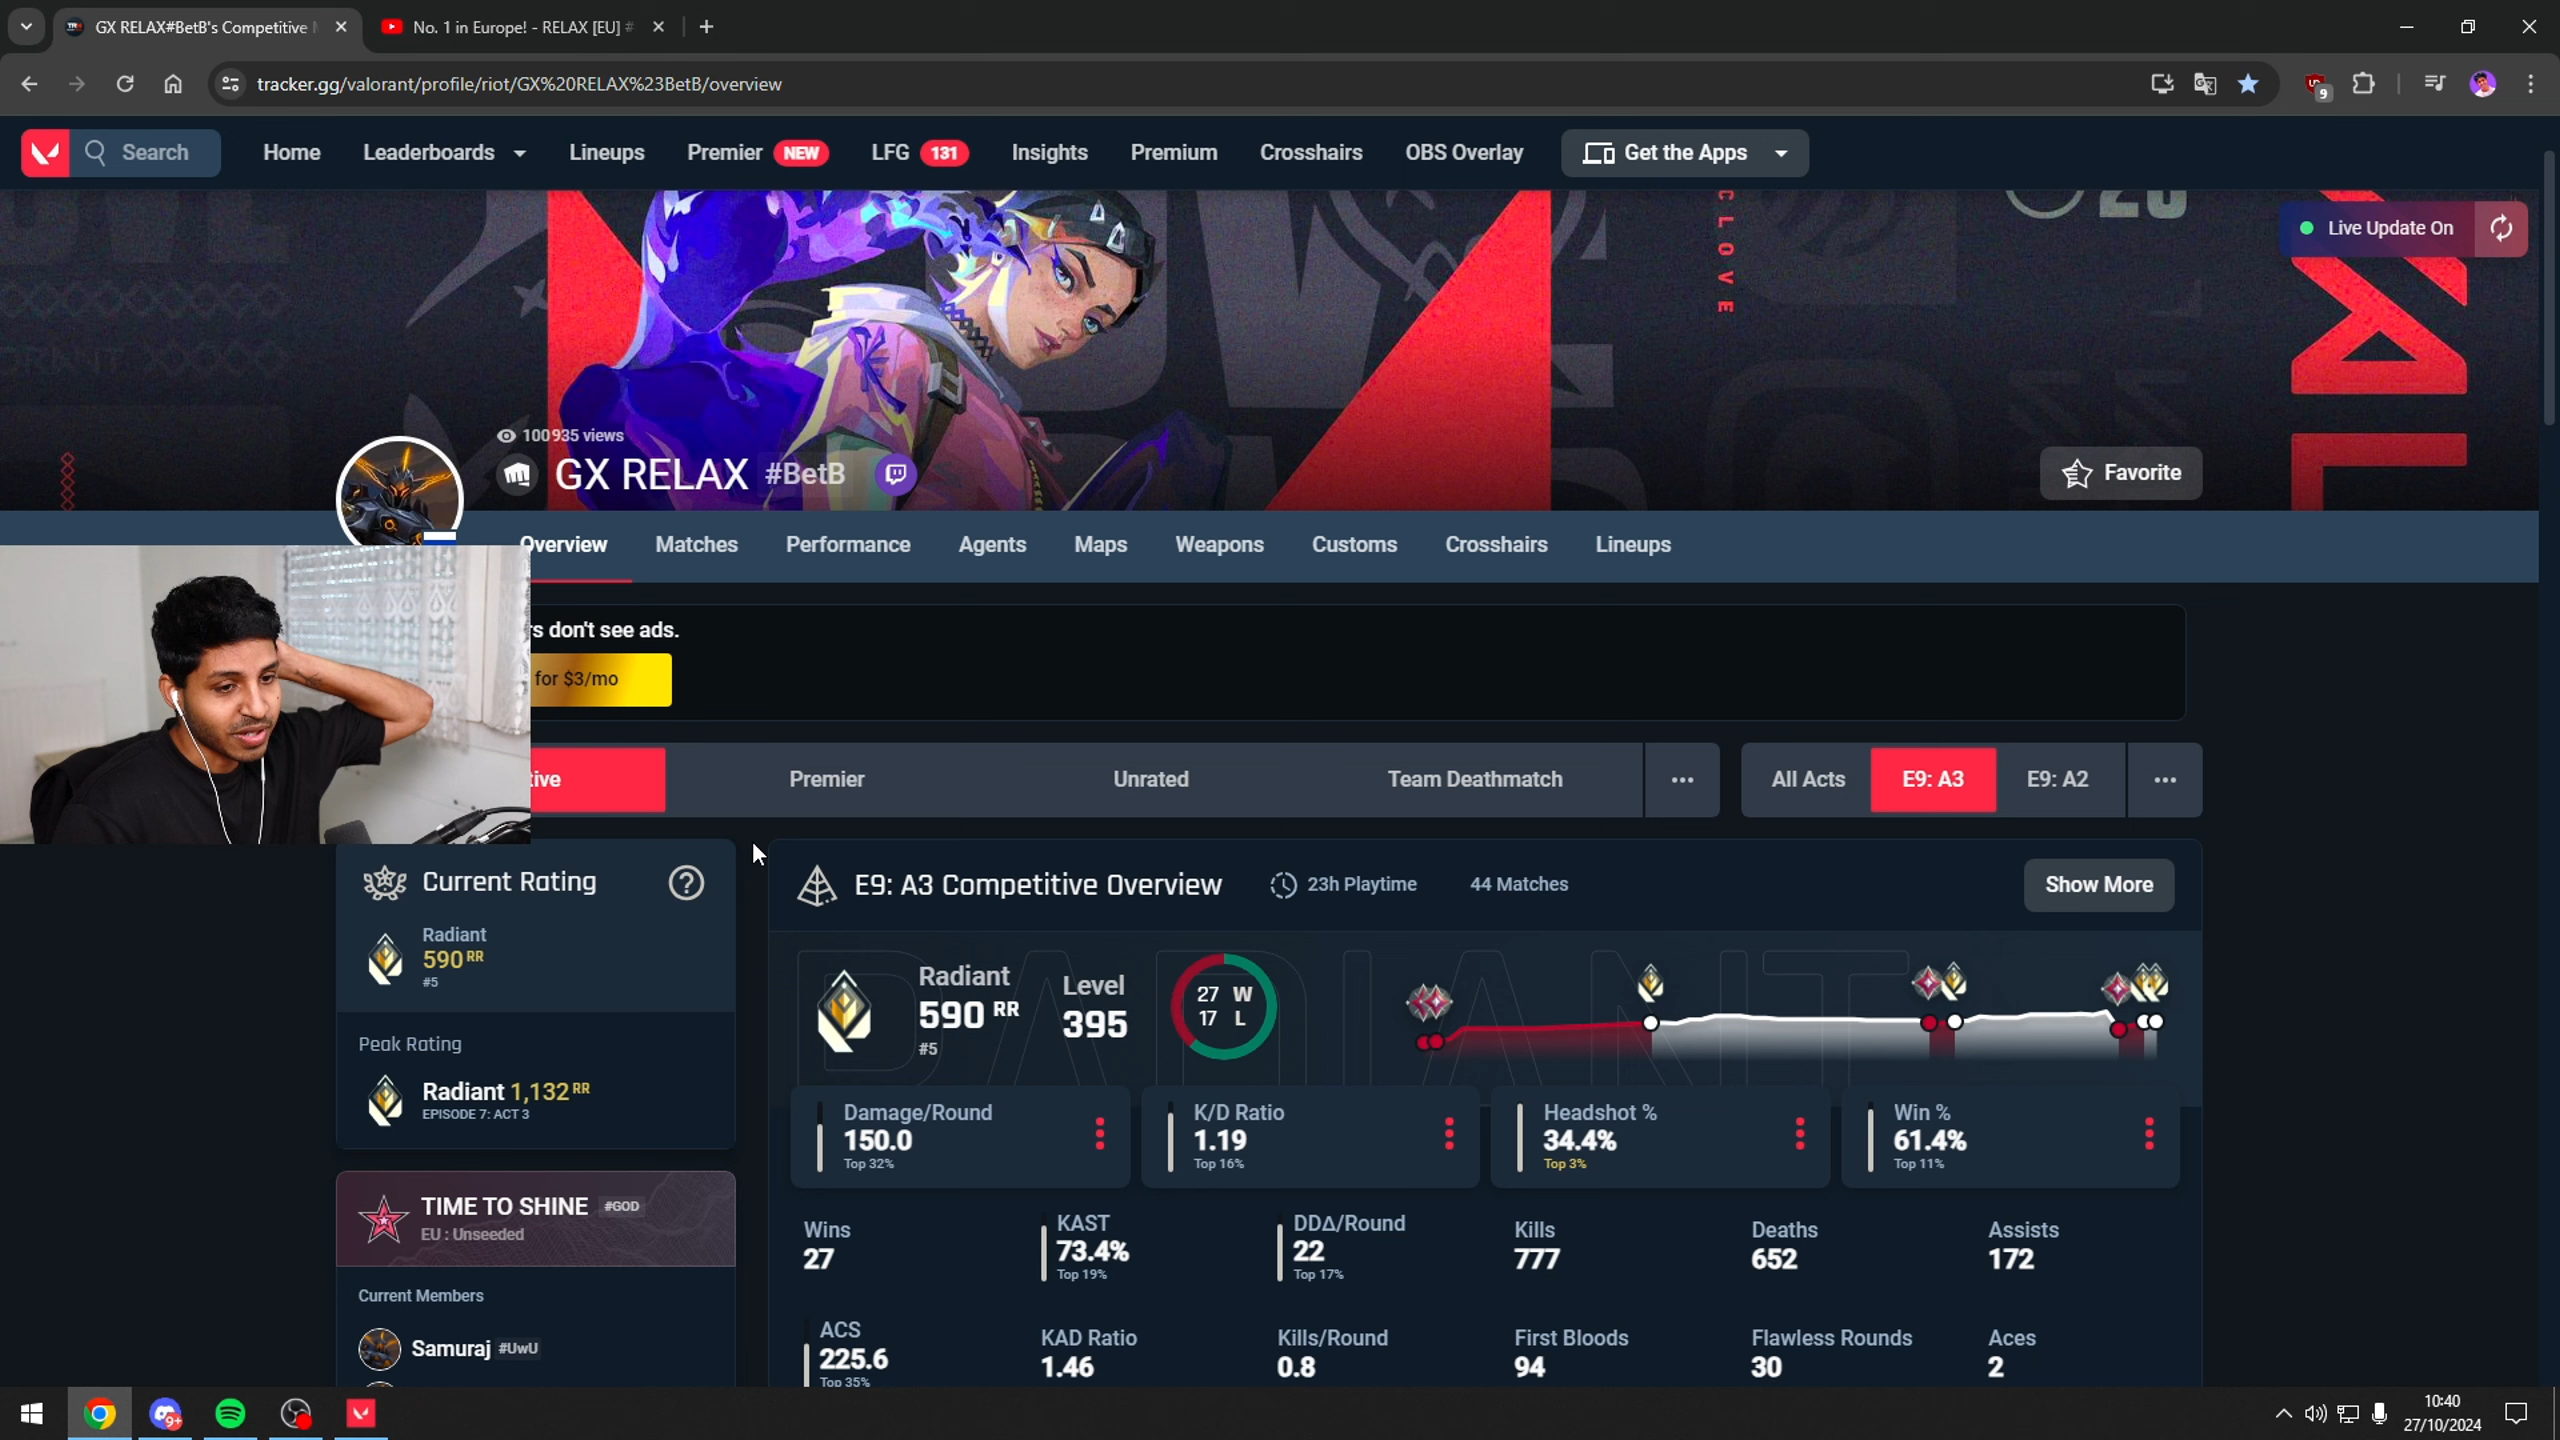 GX RELAX#BetB's Competitive
No. 1 in Europe! - RELAX [EU] #
tracker.gg/valorant/profile/riot/GX%20RELAX%23BetB/overview
9
Search
Home
Leaderboards
Lineups
Premier NEW
LFG 131
Insights
Premium
Crosshairs
OBS Overlay
Get the Apps
CLOVE
Live Update On
100 935 views
GX RELAX #BetB
Favorite
Overview
Matches
Performance
Agents
Maps
Weapons
Customs
Crosshairs
Lineups
s don't see ads.
for $3/mo
ive
Premier
Unrated
Team Deathmatch
All Acts
E9: A3
E9: A2
Current Rating
Radiant
590 RR
#5
Peak Rating
Radiant 1,132 RR
EPISODE 7: ACT 3
TIME TO SHINE #GOD
EU : Unseeded
Current Members
Samuraj #UwU
E9: A3 Competitive Overview
23h Playtime
44 Matches
Show More
RADIANT
Radiant
590 RR
#5
Level
395
27 W
17 L
Damage/Round
150.0
Top 32%
K/D Ratio
1.19
Top 16%
Headshot %
34.4%
Top 3%
Win %
61.4%
Top 11%
Wins
27
KAST
73.4%
Top 19%
DDΔ/Round
22
Top 17%
Kills
777
Deaths
652
Assists
172
ACS
225.6
Top 35%
KAD Ratio
1.46
Kills/Round
0.8
First Bloods
94
Flawless Rounds
30
Aces
2
9+
10:40
27/10/2024